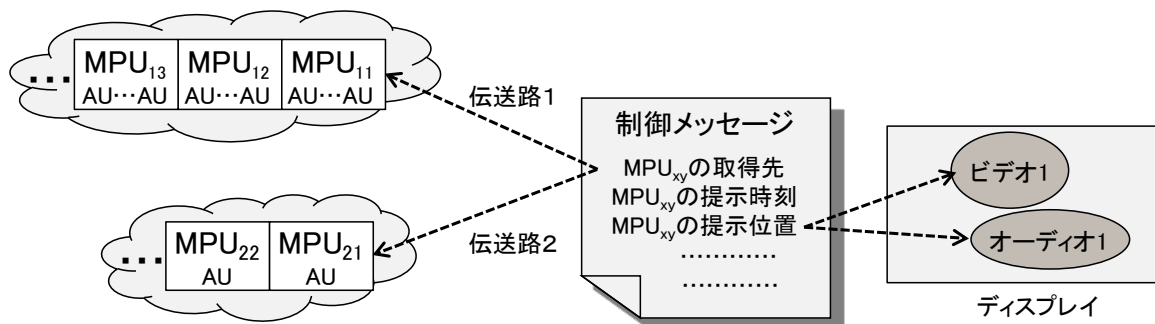 … MPU13 MPU12 MPU11
AU…AU AU…AU AU…AU
伝送路1
… MPU22 MPU21
AU AU
伝送路2
制御メッセージ
MPUxyの取得先
MPUxyの提示時刻
MPUxyの提示位置
…………
…………
ビデオ1
オーディオ1
ディスプレイ